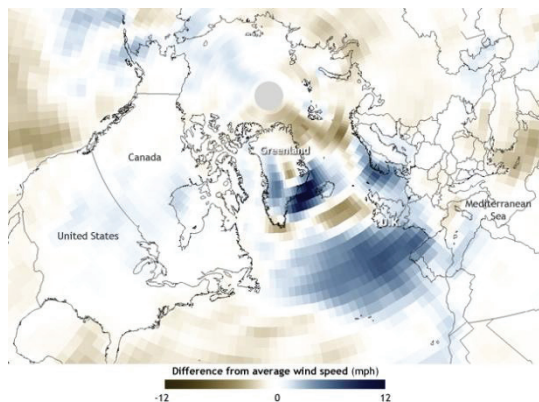 Greenland
Canada
U.K.
Mediterranean
Sea
United States
Difference from average wind speed (mph)
-12
0
12